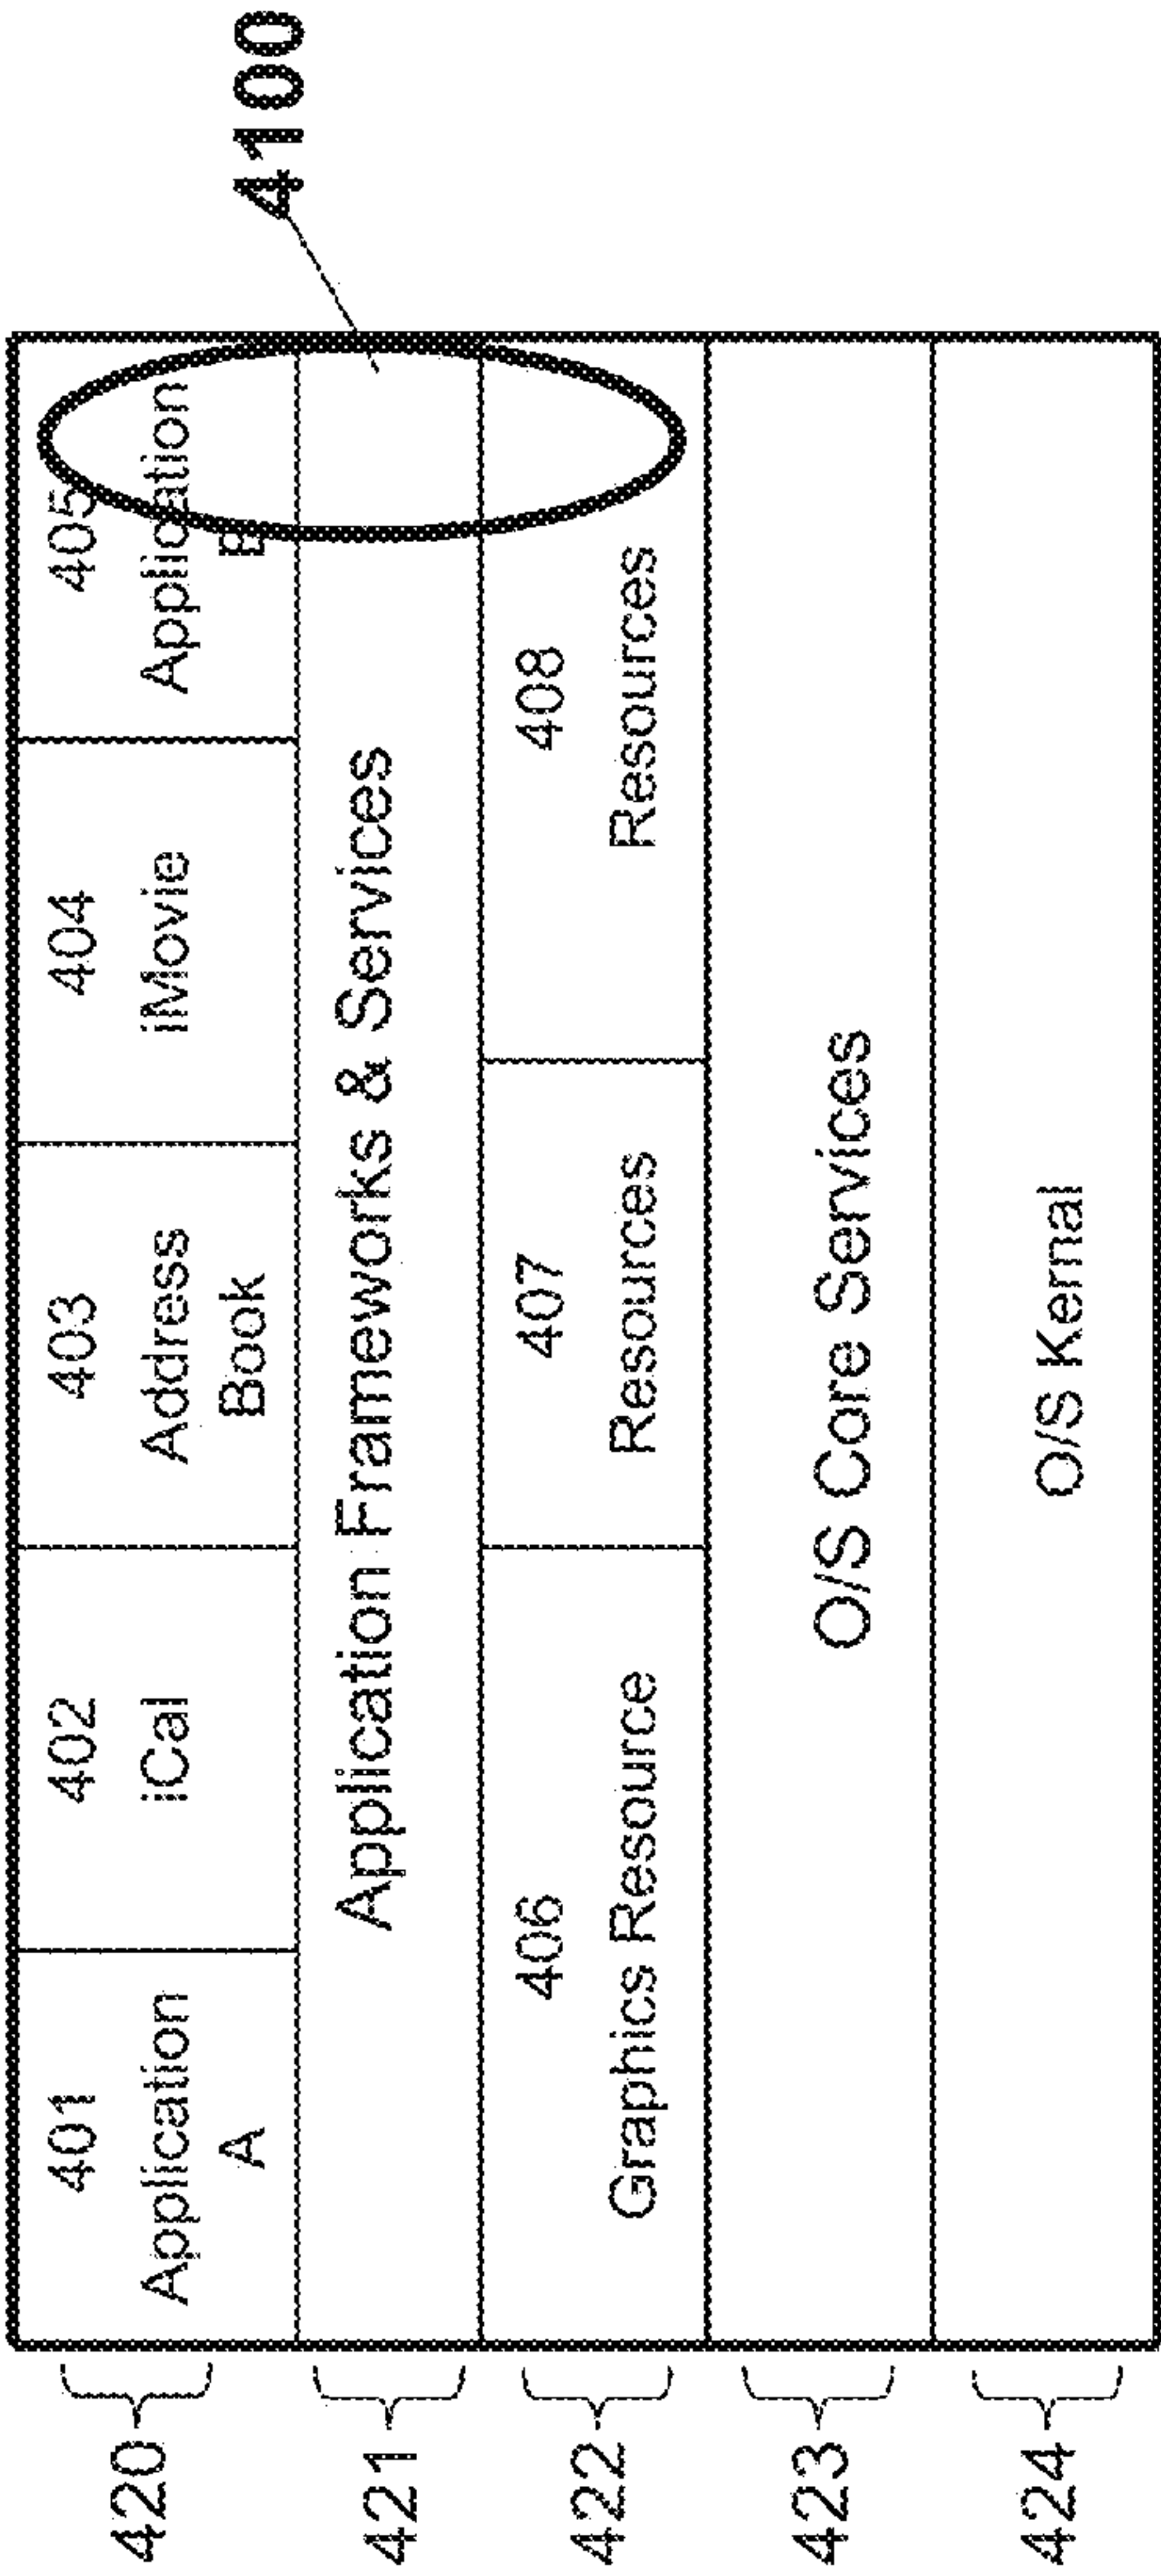 4100
420
401
Application
A
402
iCal
403
Address
Book
404
iMovie
405
Application
B
421
Application Frameworks & Services
422
406
Graphics Resource
407
Resources
408
Resources
423
O/S Core Services
424
O/S Kernal